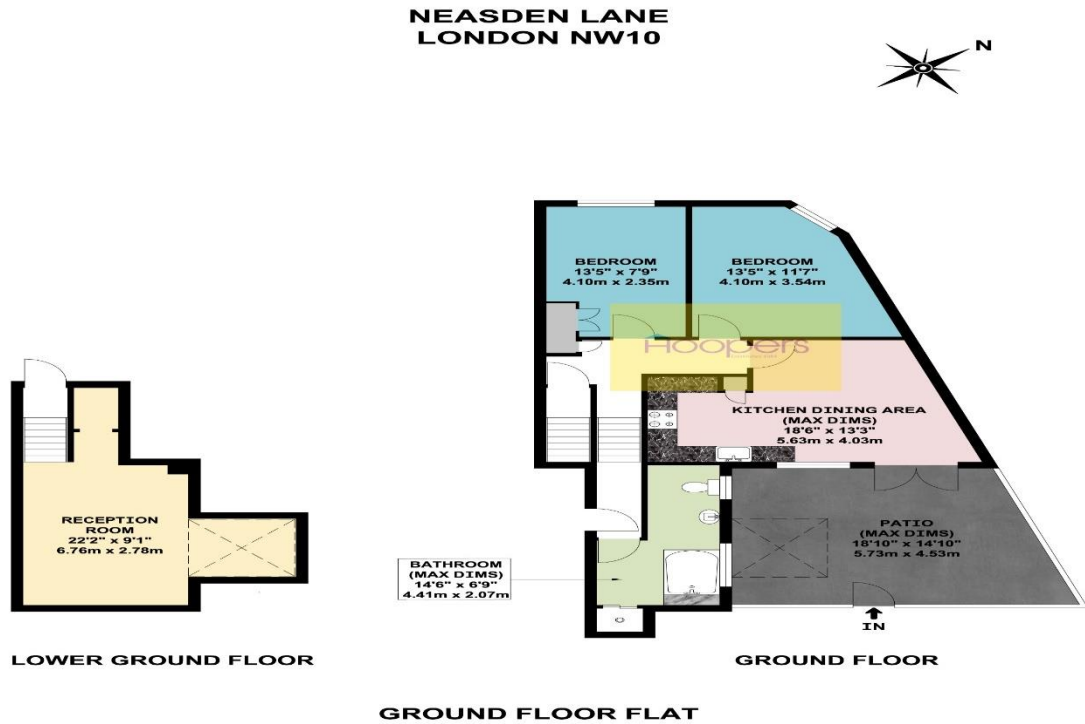 NEASDEN LANE
LONDON NW10
N
BEDROOM
13'5" x 7'9"
4.10m x 2.35m
BEDROOM
13'5" x 11'7"
4.10m x 3.54m
Hoopers
KITCHEN DINING AREA
(MAX DIMS)
18'6" x 13'3"
5.63m x 4.03m
RECEPTION
ROOM
22'2" x 9'1"
6.76m x 2.78m
PATIO
(MAX DIMS)
18'10" x 14'10"
5.73m x 4.53m
BATHROOM
(MAX DIMS)
14'6" x 6'9"
4.41m x 2.07m
IN
LOWER GROUND FLOOR
GROUND FLOOR
GROUND FLOOR FLAT